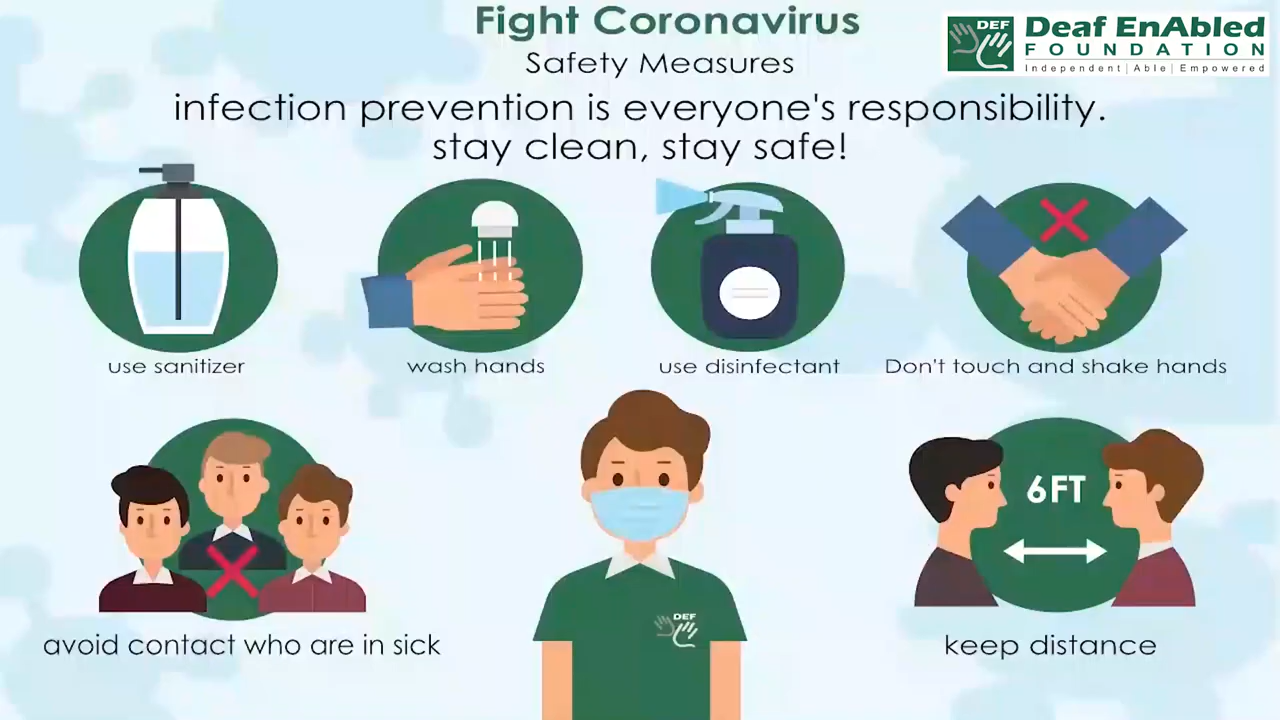 Fight Coronavirus
Safety Measures
DEF
Deaf EnAbled
FOUNDATION
Independent | Able | Empowered
infection prevention is everyone's responsibility.
stay clean, stay safe!
use sanitizer
wash hands
use disinfectant
Don't touch and shake hands
6FT
DEF
avoid contact who are in sick
keep distance